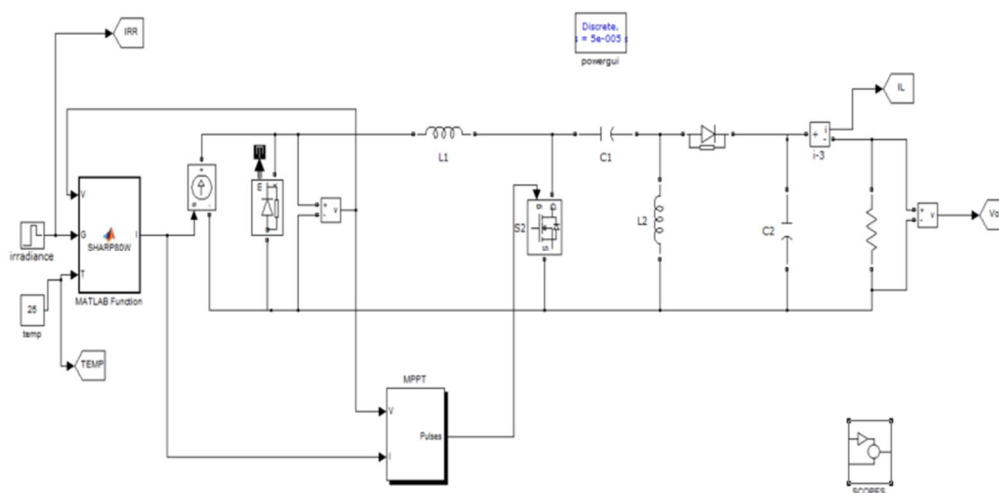 IRR
Discrete,
= 5e-005
powergui
IL
L1
C1
i-3
V
G
T
I
SHARP80W
MATLAB Function
irradiance
25
temp
TEMP
E
+
-
v
S2
L2
C2
+
i
+
-
v
Vo
MPPT
V
I
Pulses
SCOPES